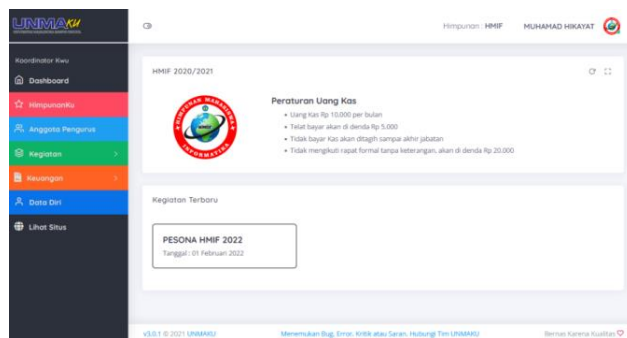 UNMAKU
Himpunan : HMIF
MUHAMAD HIKAYAT
Koordinator Kwu
Dashboard
HimpunanKu
Anggota Pengurus
Kegiatan
Keuangan
Data Diri
Lihat Situs
HMIF 2020/2021
HIMPUNAN MAHASISWA
INFORMATIKA
Peraturan Uang Kas
Uang Kas Rp 10.000 per bulan
Telat bayar akan di denda Rp 5.000
Tidak bayar Kas akan ditagih sampai akhir jabatan
Tidak mengikuti rapat formal tanpa keterangan, akan di denda Rp 20.000
Kegiatan Terbaru
PESONA HMIF 2022
Tanggal : 01 Februari 2022
v3.0.1 © 2021 UNMAKU
Menemukan Bug, Error, Kritik atau Saran, Hubungi Tim UNMAKU
Bernas Karena Kualitas